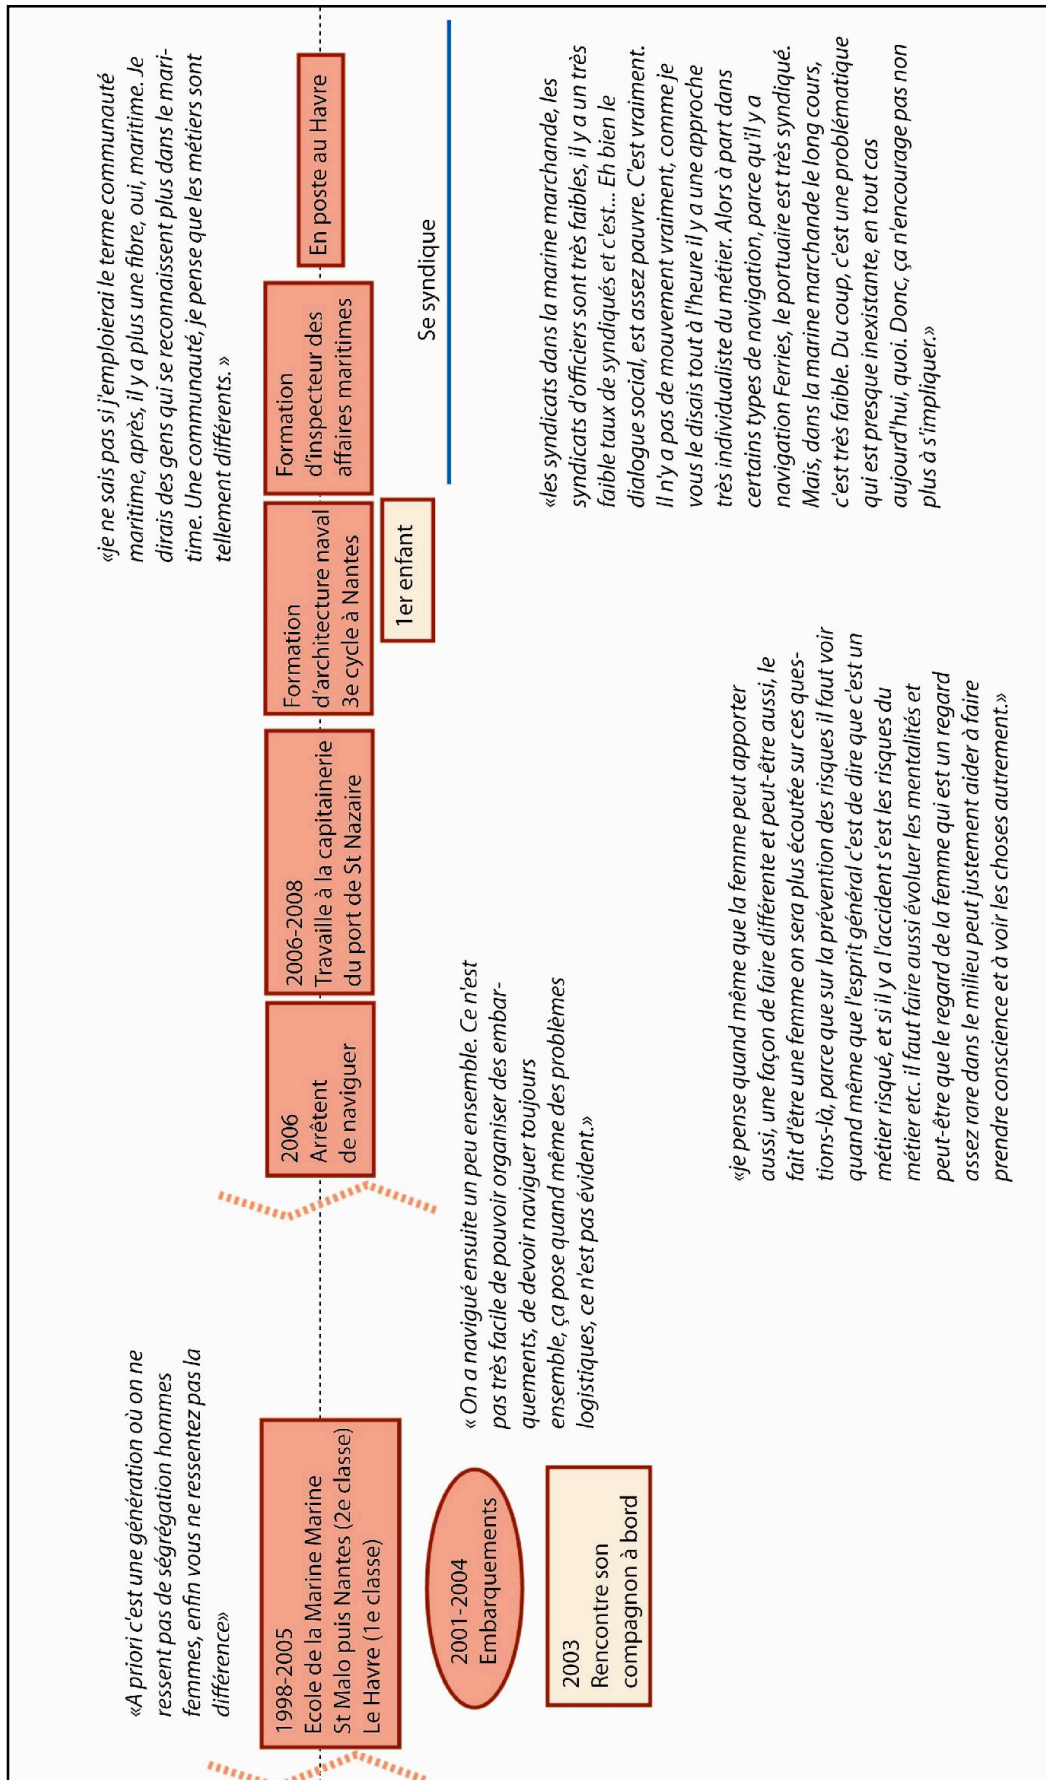 «A priori c'est une génération où on ne
ressent pas de ségrégation hommes
femmes, enfin vous ne ressentez pas la
différence»
1998-2005
Ecole de la Marine Marine
St Malo puis Nantes (2e classe)
Le Havre (1e classe)
2001-2004
Embarquements
2003
Rencontre son
compagnon à bord
« On a navigué ensuite un peu ensemble. Ce n'est
pas très facile de pouvoir organiser des embar-
quements, de devoir naviguer toujours
ensemble, ça pose quand même des problèmes
logistiques, ce n'est pas évident.»
2006
Arrêtent
de naviguer
2006-2008
Travaille à la capitainerie
du port de St Nazaire
Formation
d'architecture naval
3e cycle à Nantes
1er enfant
Formation
d'inspecteur des
affaires maritimes
En poste au Havre
Se syndique
«je ne sais pas si j'emploierai le terme communauté
maritime, après, il y a plus une fibre, oui, maritime. Je
dirais des gens qui se reconnaissent plus dans le mari-
time. Une communauté, je pense que les métiers sont
tellement différents. »
«je pense quand même que la femme peut apporter
aussi, une façon de faire différente et peut-être aussi, le
fait d'être une femme on sera plus écoutée sur ces ques-
tions-là, parce que sur la prévention des risques il faut voir
quand même que l'esprit général c'est de dire que c'est un
métier risqué, et si il y a l'accident s'est les risques du
métier etc. il faut faire aussi évoluer les mentalités et
peut-être que le regard de la femme qui est un regard
assez rare dans le milieu peut justement aider à faire
prendre conscience et à voir les choses autrement.»
«les syndicats dans la marine marchande, les
syndicats d'officiers sont très faibles, il y a un très
faible taux de syndiqués et c'est... Eh bien le
dialogue social, est assez pauvre. C'est vraiment.
Il n'y a pas de mouvement vraiment, comme je
vous le disais tout à l'heure il y a une approche
très individualiste du métier. Alors à part dans
certains types de navigation, parce qu'il y a
navigation Ferries, le portuaire est très syndiqué.
Mais, dans la marine marchande le long cours,
c'est très faible. Du coup, c'est une problématique
qui est presque inexistante, en tout cas
aujourd'hui, quoi. Donc, ça n'encourage pas non
plus à s'impliquer.»